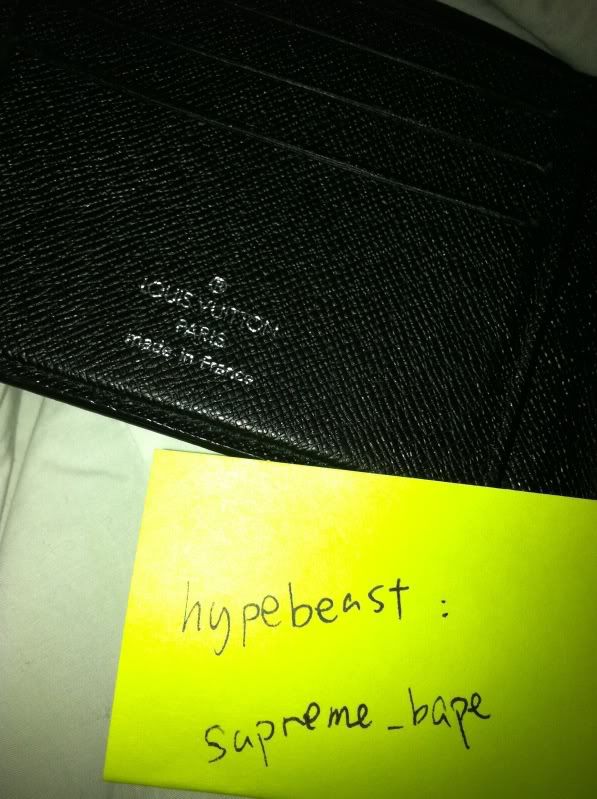 ®
LOUIS VUITTON
PARIS
made in France
hypebeast :
supreme_bape